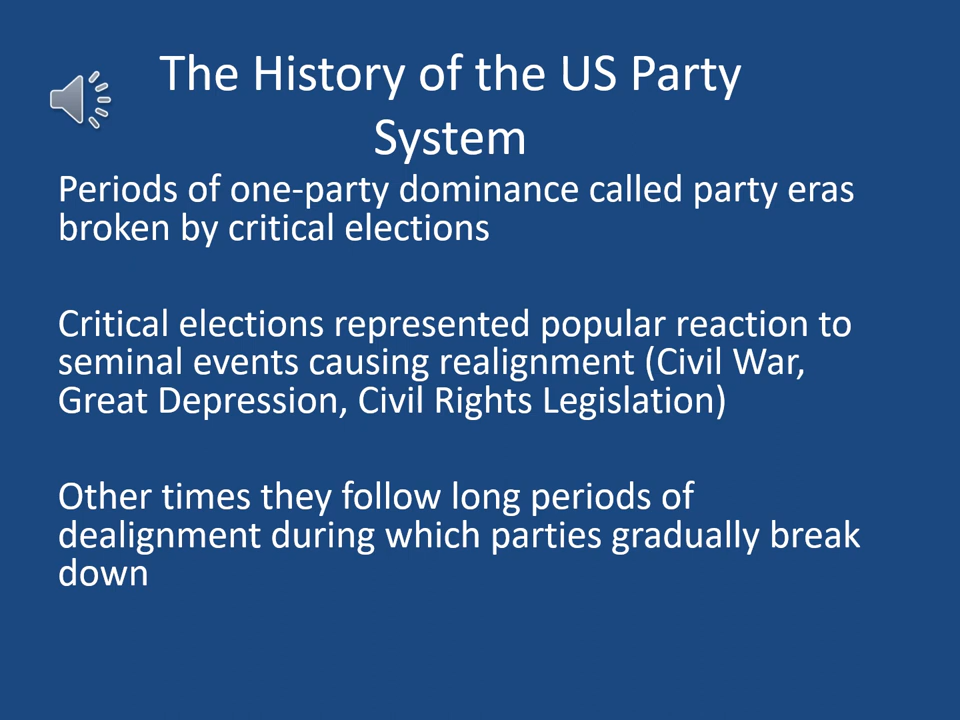 The History of the US Party
System
Periods of one-party dominance called party eras
broken by critical elections
Critical elections represented popular reaction to
seminal events causing realignment (Civil War,
Great Depression, Civil Rights Legislation)
Other times they follow long periods of
dealignment during which parties gradually break
down